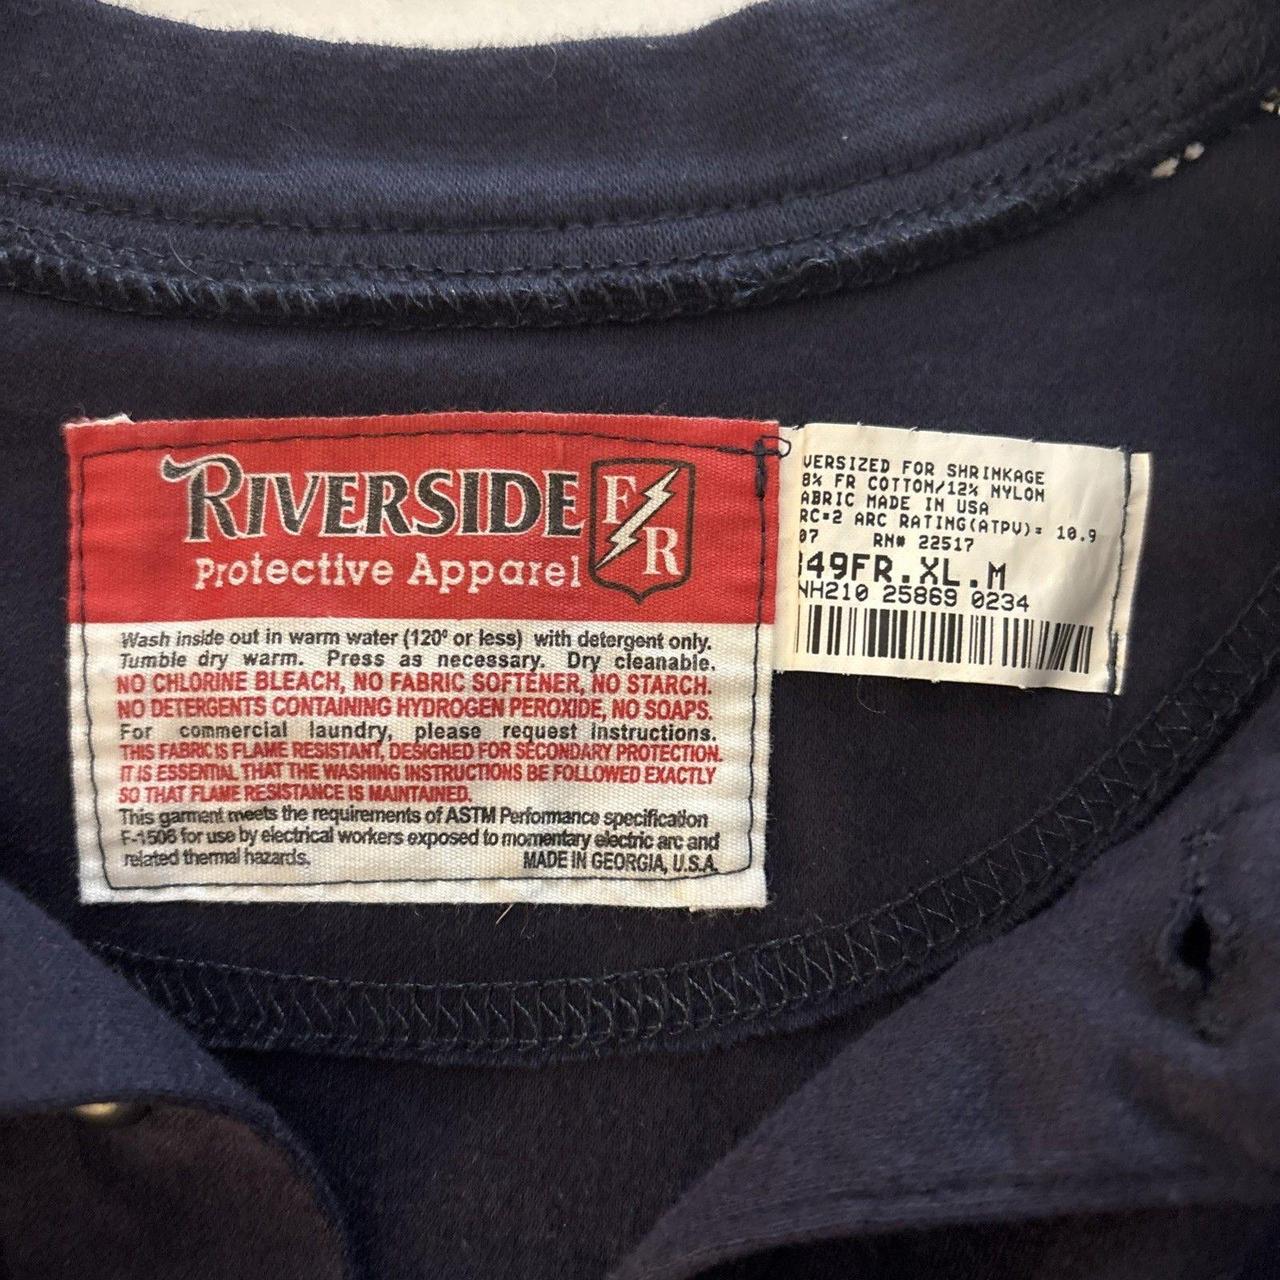 RIVERSIDE
FR
Protective Apparel
Wash inside out in warm water (120° or less) with detergent only.
Tumble dry warm. Press as necessary. Dry cleanable.
NO CHLORINE BLEACH, NO FABRIC SOFTENER, NO STARCH.
NO DETERGENTS CONTAINING HYDROGEN PEROXIDE, NO SOAPS.
For commercial laundry, please request instructions.
THIS FABRIC IS FLAME RESISTANT, DESIGNED FOR SECONDARY PROTECTION.
IT IS ESSENTIAL THAT THE WASHING INSTRUCTIONS BE FOLLOWED EXACTLY
SO THAT FLAME RESISTANCE IS MAINTAINED.
This garment meets the requirements of ASTM Performance specification
F-1506 for use by electrical workers exposed to momentary electric arc and
related thermal hazards. MADE IN GEORGIA, U.S.A.
VERSIZED FOR SHRINKAGE
8% FR COTTON/12% NYLON
ABRIC MADE IN USA
RC=2 ARC RATING(ATPV)= 10.9
07 RN# 22517
49FR.XL.M
NH210 25869 0234